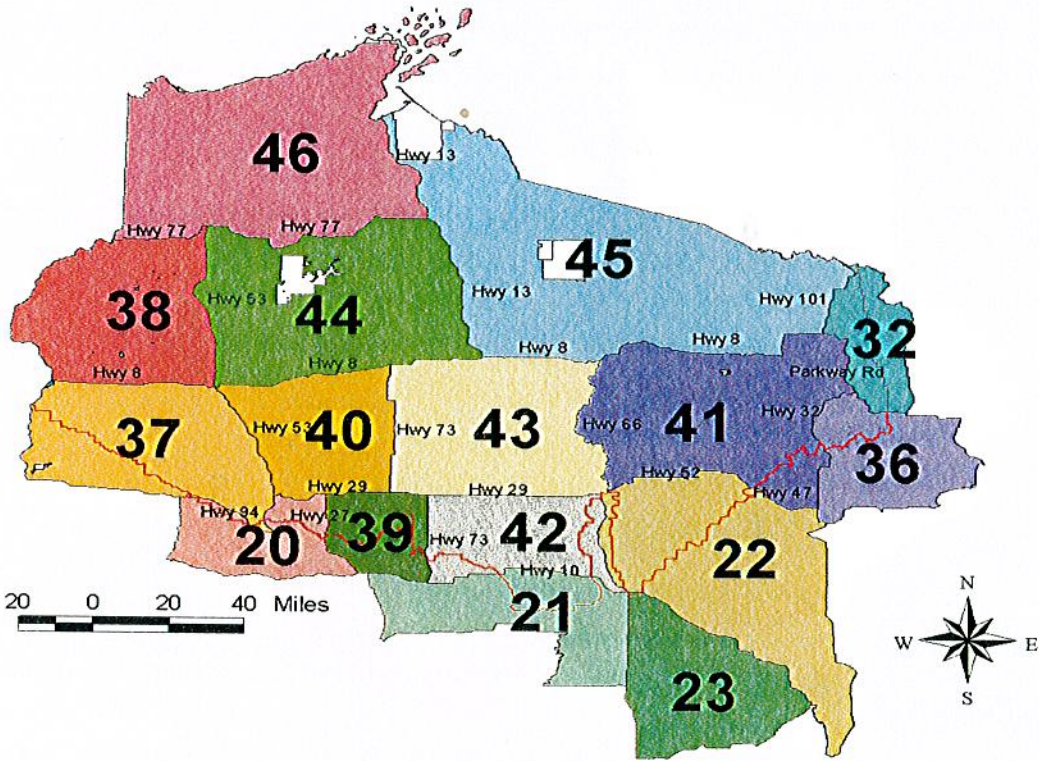 46
Hwy 13
Hwy 77
Hwy 77
45
38
Hwy 53
44
Hwy 13
Hwy 101
32
Hwy 8
Hwy 8
Hwy 8
Hwy 8
Parkway Rd
37
Hwy 53
40
Hwy 73
43
Hwy 66
41
Hwy 32
36
Hwy 29
Hwy 29
Hwy 52
Hwy 47
Hwy 94
Hwy 27
20
39
Hwy 73
42
Hwy 10
22
21
23
20 0 20 40 Miles
N
W E
S